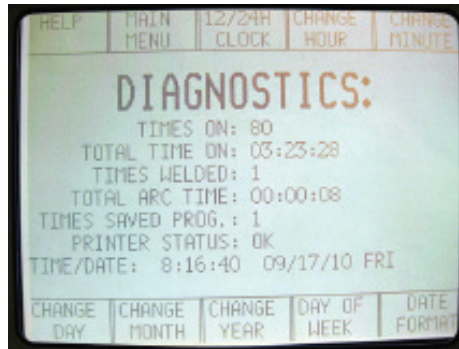 HELP MAIN MENU 12/24H CLOCK CHANGE HOUR CHANGE MINUTE
DIAGNOSTICS:
TIMES ON: 80
TOTAL TIME ON: 03:23:28
TIMES WELDED: 1
TOTAL ARC TIME: 00:00:08
TIMES SAVED PROG.: 1
PRINTER STATUS: OK
TIME/DATE: 8:16:40 09/17/10 FRI
CHANGE DAY CHANGE MONTH CHANGE YEAR DAY OF WEEK DATE FORMAT